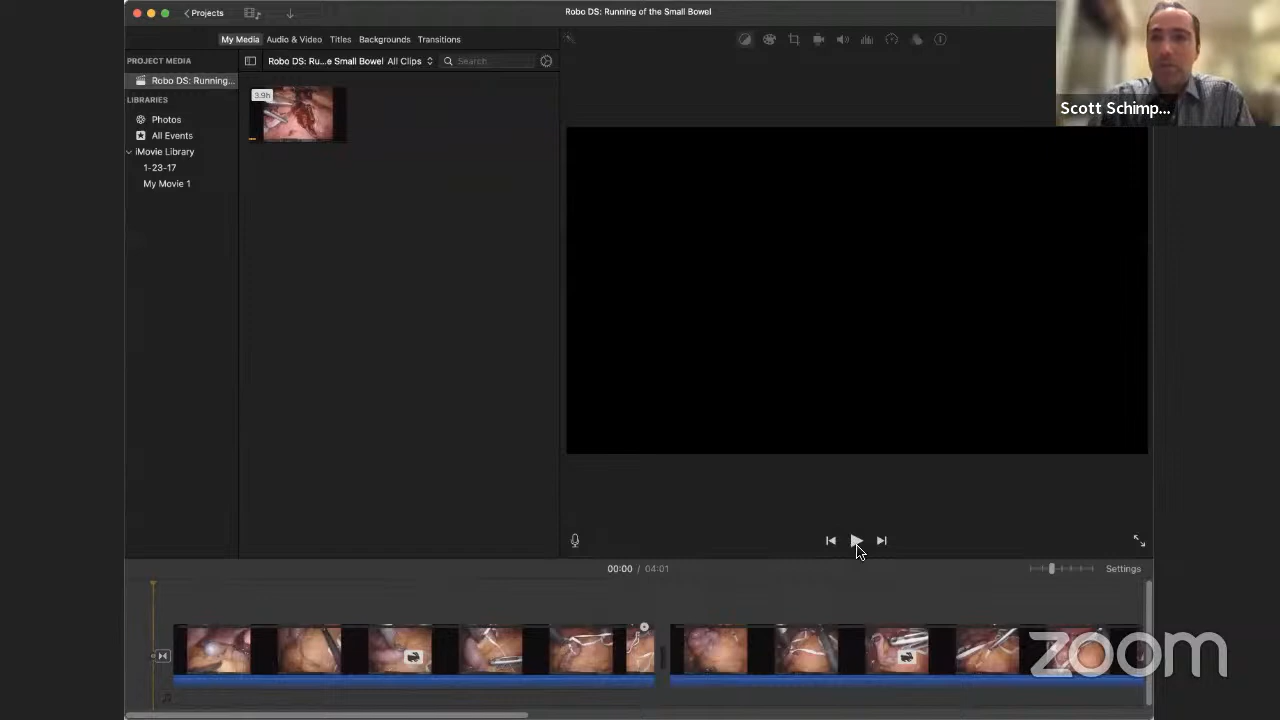 Projects
Robo DS: Running of the Small Bowel
My Media Audio & Video Titles Backgrounds Transitions
PROJECT MEDIA
Robo DS: Ru...e Small Bowel All Clips
Search
Robo DS: Running...
3.9h
LIBRARIES
Photos
All Events
iMovie Library
1-23-17
My Movie 1
Scott Schimp...
00:00 / 04:01
Settings
zoom